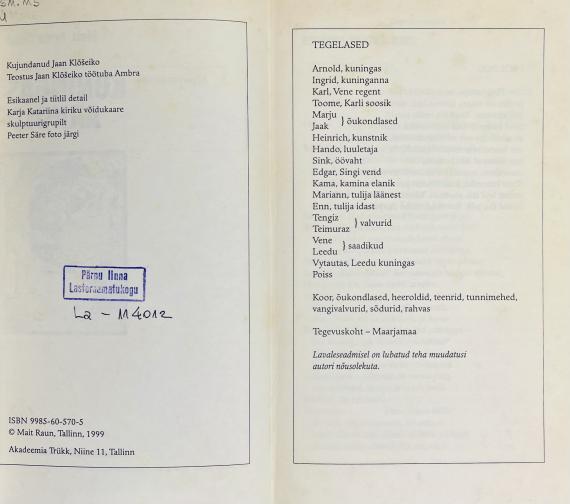 Kujundanud Jaan Klõšeiko
Teostus Jaan Klõšeiko töötuba Ambra
Esikaanel ja tiitlil detail
Karja Katariina kiriku võidukaare
skulptuurigrupilt
Peeter Säre foto järgi
Pärnu linna
Lasteraamatukogu
La - 114012
ISBN 9985-60-570-5
© Mait Raun, Tallinn, 1999
Akadeemia Trükk, Niine 11, Tallinn
TEGELASED
Arnold, kuningas
Ingrid, kuninganna
Karl, Vene regent
Toome, Karli soosik
Marju
Jaak } õukondlased
Heinrich, kunstnik
Hando, luuletaja
Sink, öövaht
Edgar, Singi vend
Kama, kamina elanik
Mariann, tulija läänest
Enn, tulija idast
Tengiz
Teimuraz } valvurid
Vene
Leedu } saadikud
Vytautas, Leedu kuningas
Poiss
Koor, õukondlased, heeroldid, teenrid, tunnimehed,
vangivalvurid, sõdurid, rahvas
Tegevuskoht – Maarjamaa
Lavaleseadmisel on lubatud teha muudatusi
autori nõusolekuta.